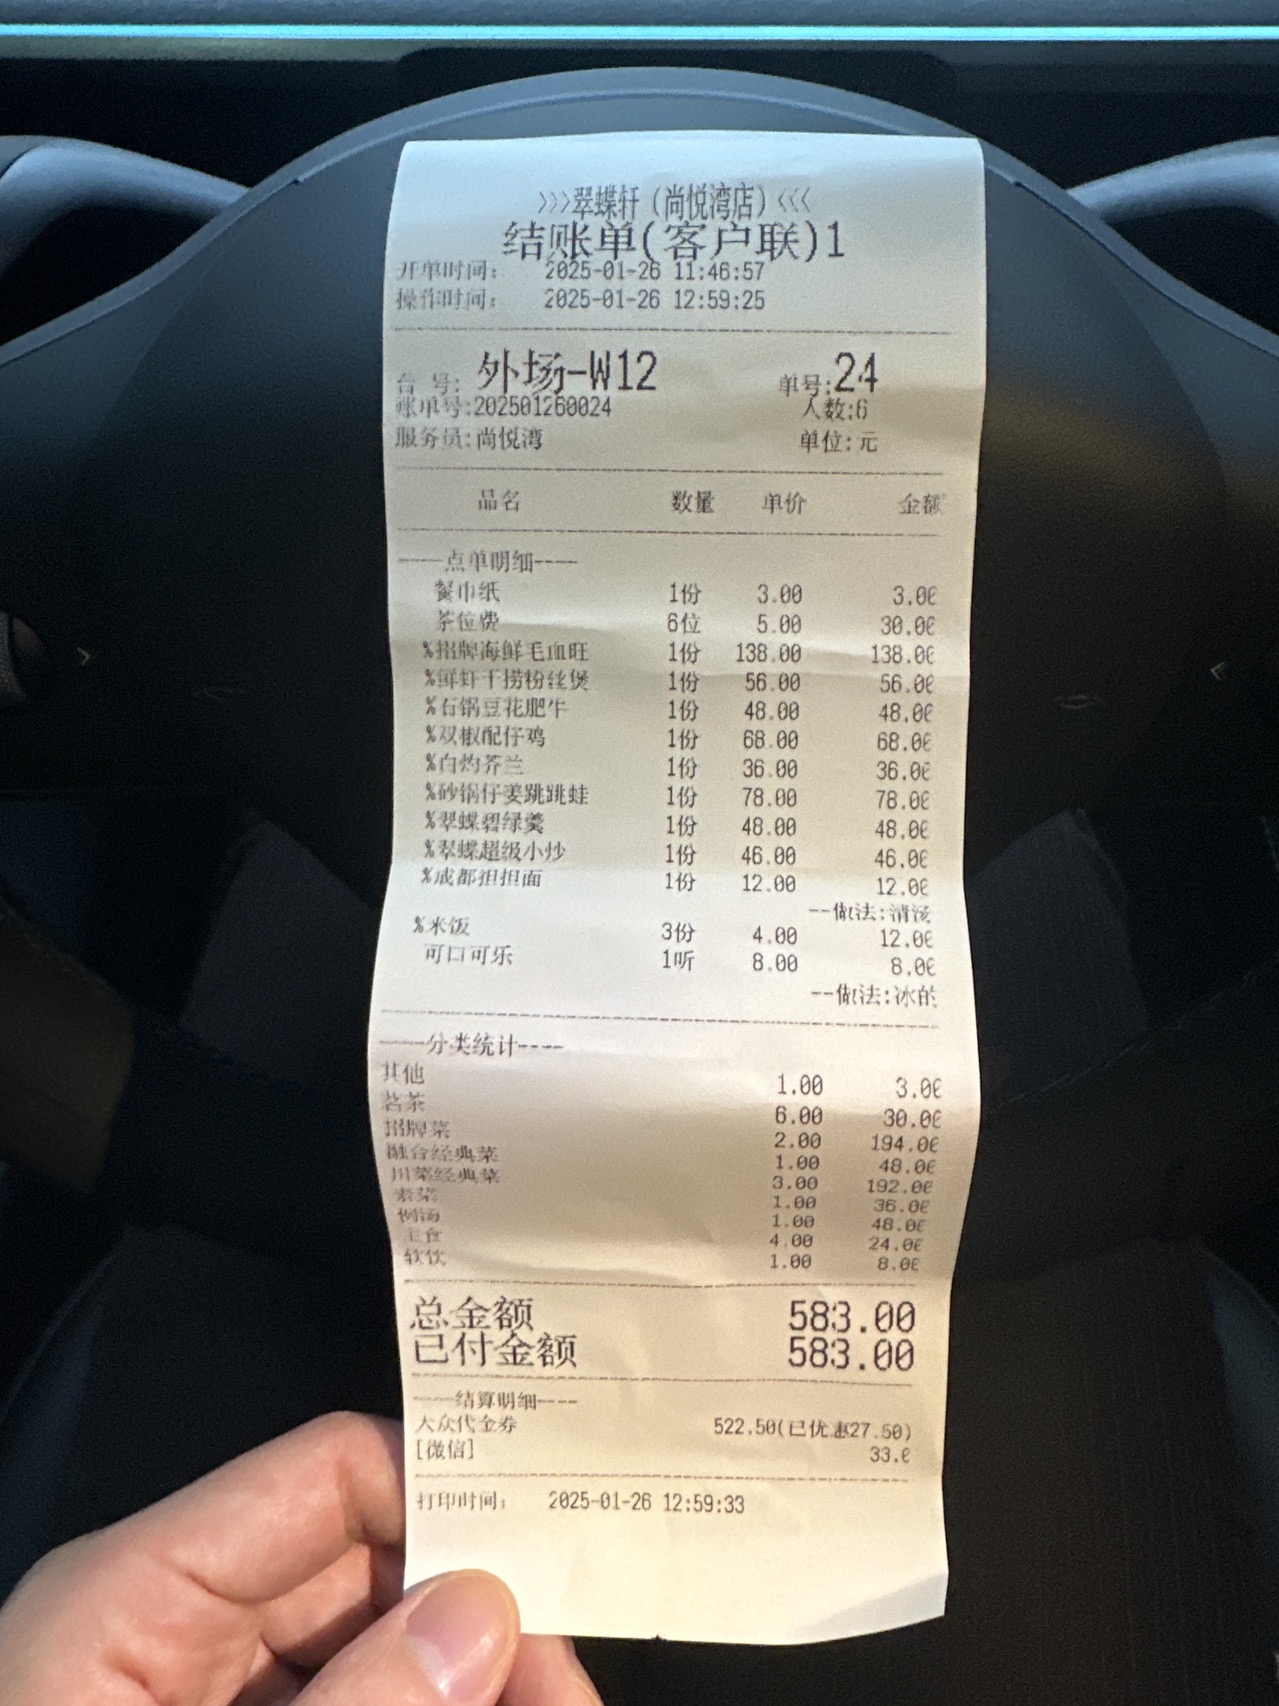 >>>翠蝶轩（尚悦湾店）<<<
结账单(客户联)1
开单时间： 2025-01-26 11:46:57
操作时间： 2025-01-26 12:59:25
台 号: 外场-W12 单号:24
账单号:202501260024 人数:6
服务员:尚悦湾 单位:元
品名 数量 单价 金额
----点单明细----
餐巾纸 1份 3.00 3.00
茶位费 6位 5.00 30.00
%招牌海鲜毛血旺 1份 138.00 138.00
%鲜虾干捞粉丝煲 1份 56.00 56.00
%石锅豆花肥牛 1份 48.00 48.00
%双椒配仔鸡 1份 68.00 68.00
%白灼芥兰 1份 36.00 36.00
%砂锅仔姜跳跳蛙 1份 78.00 78.00
%翠蝶碧绿羹 1份 48.00 48.00
%翠蝶超级小炒 1份 46.00 46.00
%成都担担面 1份 12.00 12.00
--做法:清汤
%米饭 3份 4.00 12.00
可口可乐 1听 8.00 8.00
--做法:冰的
----分类统计----
其他 1.00 3.00
茗茶 6.00 30.00
招牌菜 2.00 194.00
融合经典菜 1.00 48.00
川菜经典菜 3.00 192.00
素菜 1.00 36.00
例汤 1.00 48.00
主食 4.00 24.00
软饮 1.00 8.00
总金额 583.00
已付金额 583.00
----结算明细----
大众代金券 522.50(已优惠27.50)
[微信] 33.0
打印时间： 2025-01-26 12:59:33